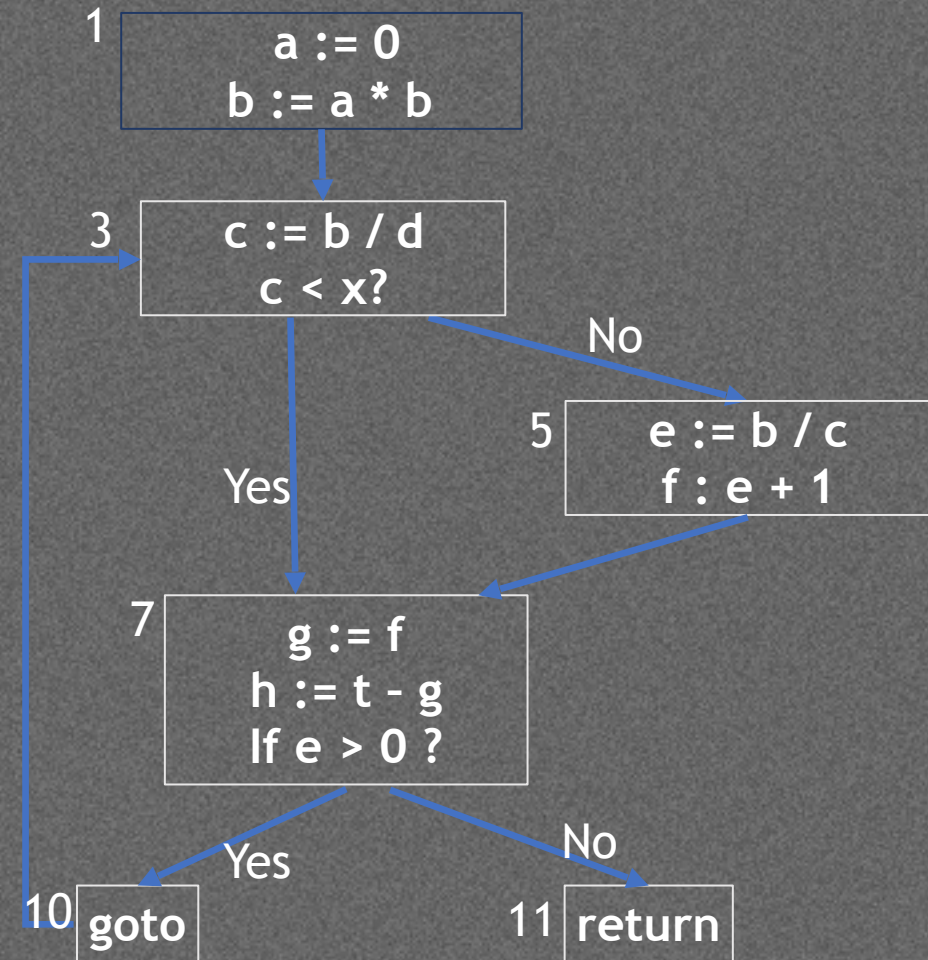 1
a := 0
b := a * b
3
c := b / d
c < x?
No
5
e := b / c
f : e + 1
Yes
7
g := f
h := t – g
If e > 0 ?
Yes
No
10
goto
11
return